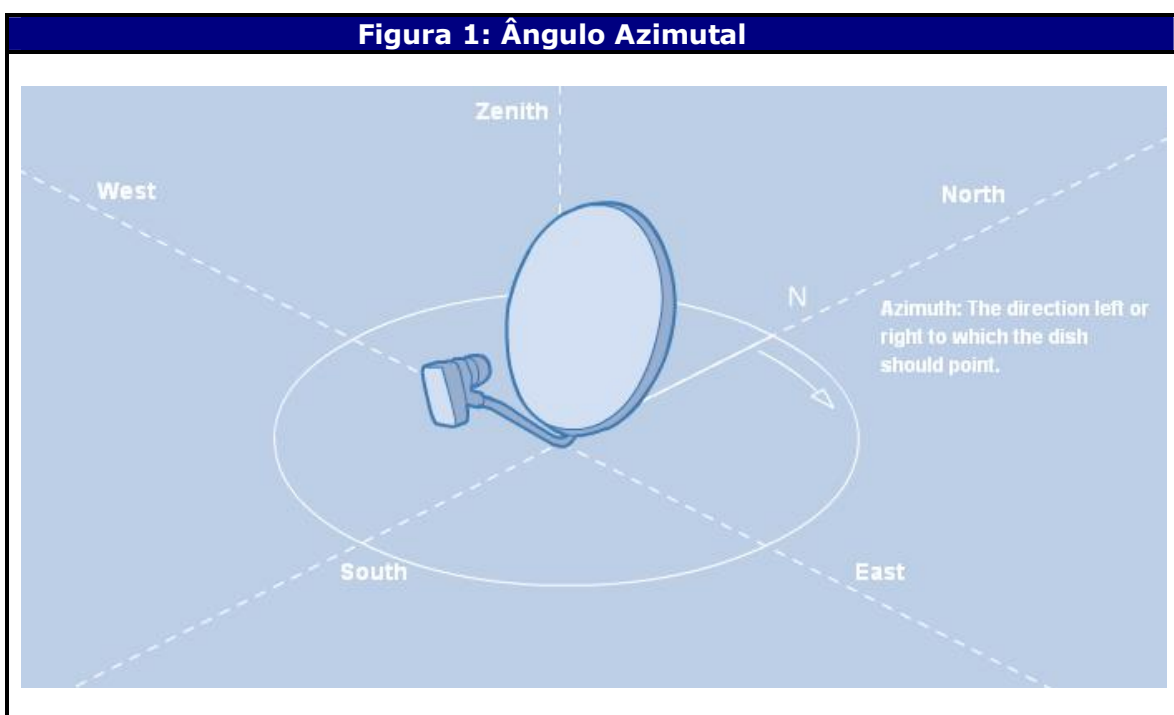 Figura 1: Ângulo Azimutal
Zenith
West
North
N
Azimuth: The direction left or
right to which the dish
should point.
South
East